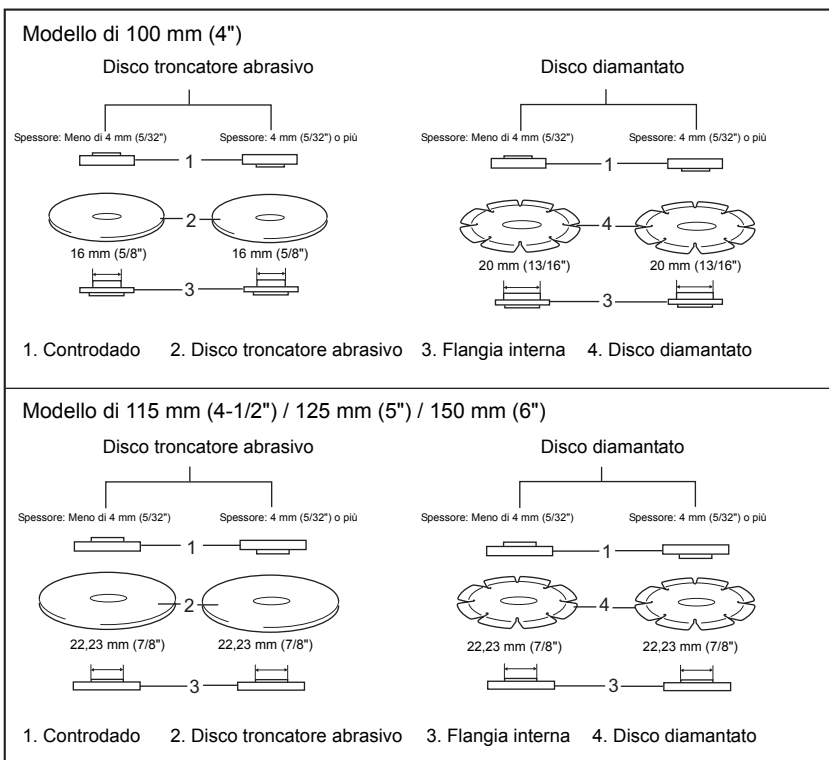 Modello di 100 mm (4")
Disco troncatore abrasivo
Disco diamantato
Spessore: Meno di 4 mm (5/32") Spessore: 4 mm (5/32") o più
Spessore: Meno di 4 mm (5/32") Spessore: 4 mm (5/32") o più
1
1
2
4
16 mm (5/8") 16 mm (5/8")
20 mm (13/16") 20 mm (13/16")
3
3
1. Controdado 2. Disco troncatore abrasivo 3. Flangia interna 4. Disco diamantato
Modello di 115 mm (4-1/2") / 125 mm (5") / 150 mm (6")
Disco troncatore abrasivo
Disco diamantato
Spessore: Meno di 4 mm (5/32") Spessore: 4 mm (5/32") o più
Spessore: Meno di 4 mm (5/32") Spessore: 4 mm (5/32") o più
1
1
2
4
22,23 mm (7/8") 22,23 mm (7/8")
22,23 mm (7/8") 22,23 mm (7/8")
3
3
1. Controdado 2. Disco troncatore abrasivo 3. Flangia interna 4. Disco diamantato